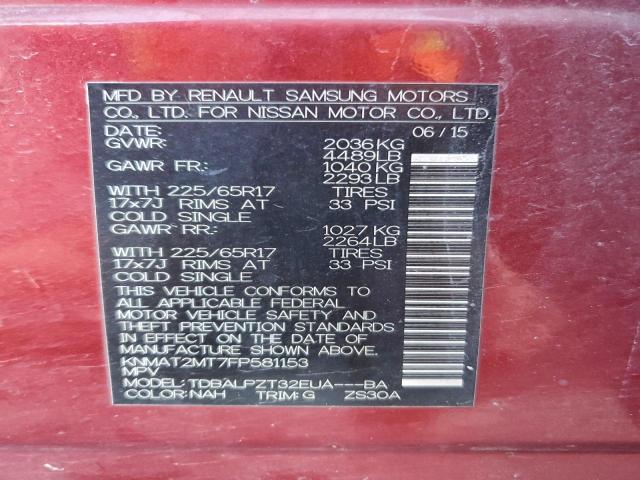 MFD BY RENAULT SAMSUNG MOTORS
CO., LTD. FOR NISSAN MOTOR CO., LTD.
DATE: 06 / 15
GVWR: 2036 KG
4489 LB
GAWR FR: 1040 KG
2293 LB
WITH 225/65R17 TIRES
17x7J RIMS AT 33 PSI
COLD SINGLE
GAWR RR: 1027 KG
2264 LB
WITH 225/65R17 TIRES
17x7J RIMS AT 33 PSI
COLD SINGLE
THIS VEHICLE CONFORMS TO
ALL APPLICABLE FEDERAL
MOTOR VEHICLE SAFETY AND
THEFT PREVENTION STANDARDS
IN EFFECT ON THE DATE OF
MANUFACTURE SHOWN ABOVE.
KNMAT2MT7FP581153
MPV
MODEL: TDBALPZT32EUA---BA
COLOR: NAH TRIM: G ZS30A